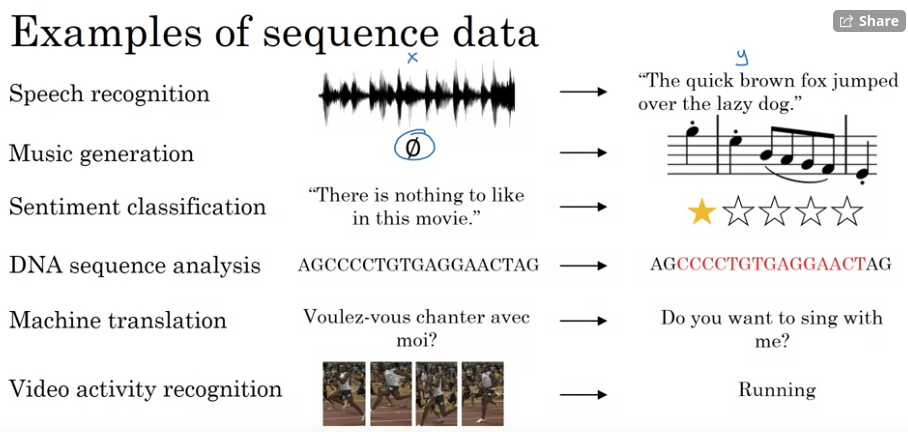 Share
Examples of sequence data
x
y
Speech recognition
“The quick brown fox jumped
over the lazy dog.”
Music generation
∅
Sentiment classification
“There is nothing to like
in this movie.”
DNA sequence analysis
AGCCCCTGTGAGGAACTAG
AGCCCCTGTGAGGAACTAG
Machine translation
Voulez-vous chanter avec
moi?
Do you want to sing with
me?
Video activity recognition
Running